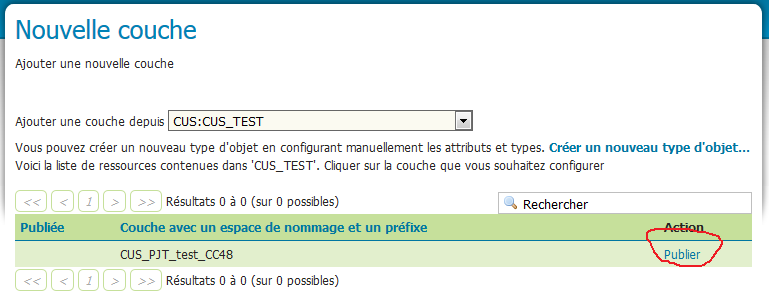 Nouvelle couche
Ajouter une nouvelle couche
Ajouter une couche depuis CUS:CUS_TEST
Vous pouvez créer un nouveau type d'objet en configurant manuellement les attributs et types. Créer un nouveau type d'objet...
Voici la liste de ressources contenues dans 'CUS_TEST'. Cliquer sur la couche que vous souhaitez configurer
<< < 1 > >> Résultats 0 à 0 (sur 0 possibles) Rechercher
Publiée Couche avec un espace de nommage et un préfixe Action
CUS_PJT_test_CC48 Publier
<< < 1 > >> Résultats 0 à 0 (sur 0 possibles)